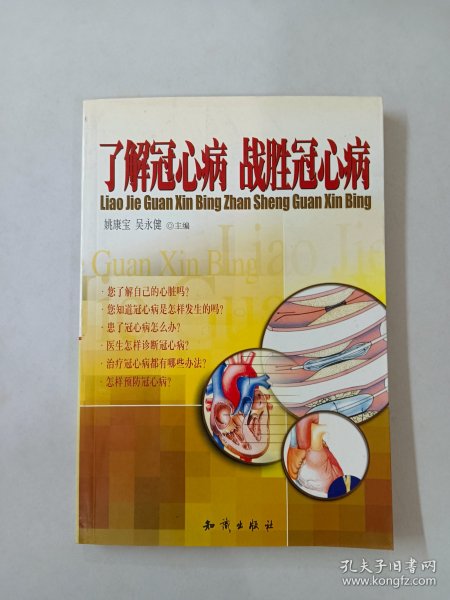 了解冠心病 战胜冠心病
Liao Jie Guan Xin Bing Zhan Sheng Guan Xin Bing
姚康宝 吴永健 ◎主编
Liao Jie
Guan Xin Bing
·您了解自己的心脏吗?
·您知道冠心病是怎样发生的吗?
·患了冠心病怎么办?
·医生怎样诊断冠心病?
·治疗冠心病都有哪些办法?
·怎样预防冠心病?
知识出版社
孔夫子旧书网
www.kongfz.com